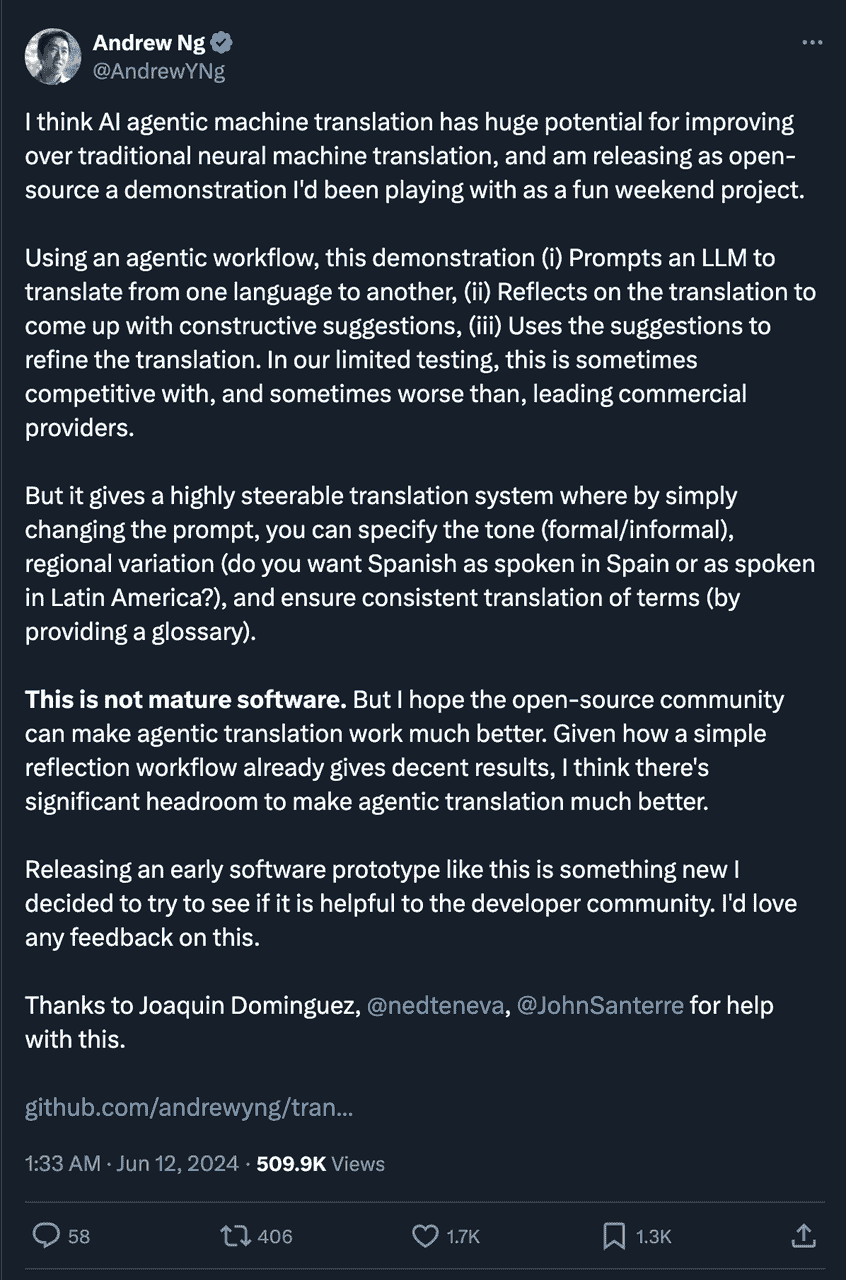 Andrew Ng
@AndrewYNg
I think AI agentic machine translation has huge potential for improving
over traditional neural machine translation, and am releasing as open-
source a demonstration I'd been playing with as a fun weekend project.
Using an agentic workflow, this demonstration (i) Prompts an LLM to
translate from one language to another, (ii) Reflects on the translation to
come up with constructive suggestions, (iii) Uses the suggestions to
refine the translation. In our limited testing, this is sometimes
competitive with, and sometimes worse than, leading commercial
providers.
But it gives a highly steerable translation system where by simply
changing the prompt, you can specify the tone (formal/informal),
regional variation (do you want Spanish as spoken in Spain or as spoken
in Latin America?), and ensure consistent translation of terms (by
providing a glossary).
This is not mature software. But I hope the open-source community
can make agentic translation work much better. Given how a simple
reflection workflow already gives decent results, I think there's
significant headroom to make agentic translation much better.
Releasing an early software prototype like this is something new I
decided to try to see if it is helpful to the developer community. I'd love
any feedback on this.
Thanks to Joaquin Dominguez, @nedteneva, @JohnSanterre for help
with this.
github.com/andrewyng/tran...
1:33 AM · Jun 12, 2024 · 509.9K Views
58 406 1.7K 1.3K